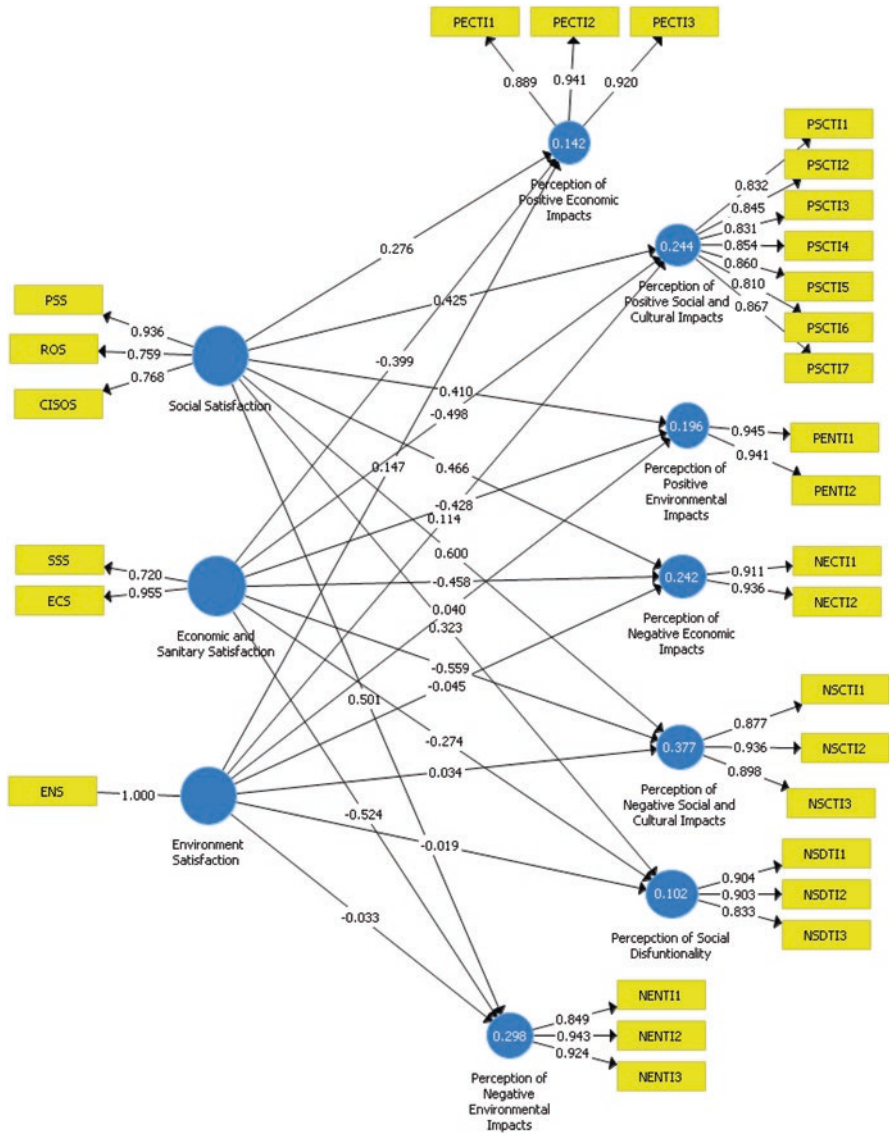 PECTI1
PECTI2
PECTI3
0.889
0.941
0.920
0.142
Perception of
Positive Economic
Impacts
PSCTI1
PSCTI2
PSCTI3
PSCTI4
PSCTI5
PSCTI6
PSCTI7
0.832
0.845
0.831
0.854
0.860
0.810
0.867
0.244
Perception of
Positive Social and
Cultural Impacts
0.276
0.425
PSS
ROS
CISOS
0.936
0.759
0.768
Social Satisfaction
-0.399
-0.498
0.410
0.196
0.945
0.941
PENTI1
PENTI2
Percepction of
Positive
Environmental
Impacts
0.147
0.466
-0.428
0.114
0.600
SSS
ECS
0.720
0.955
Economic and
Sanitary Satisfaction
-0.458
0.242
0.911
0.936
NECTI1
NECTI2
Perception of
Negative Economic
Impacts
0.040
0.323
-0.559
-0.045
0.501
-0.274
0.034
0.377
0.877
0.936
0.898
NSCTI1
NSCTI2
NSCTI3
Perception of
Negative Social and
Cultural Impacts
ENS
1.000
Environment
Satisfaction
-0.524
-0.019
0.102
0.904
0.903
0.833
NSDTI1
NSDTI2
NSDTI3
Percepction of Social
Disfuntionality
-0.033
0.298
0.849
0.943
0.924
NENTI1
NENTI2
NENTI3
Perception of
Negative
Environmental
Impacts